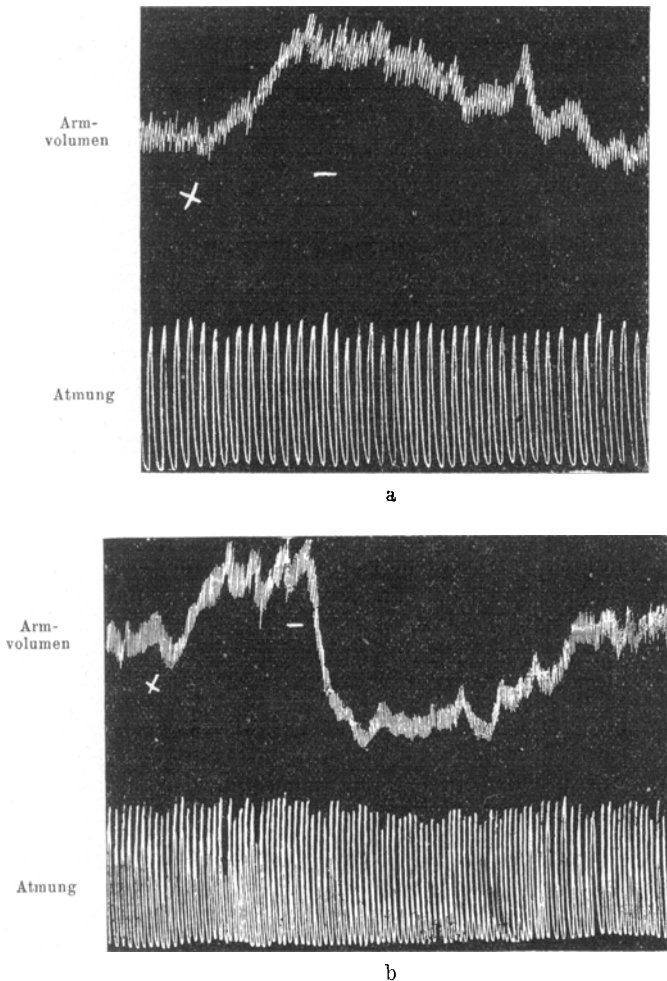 Arm-
volumen
+
−
Atmung
a
Arm-
volumen
+
−
Atmung
b